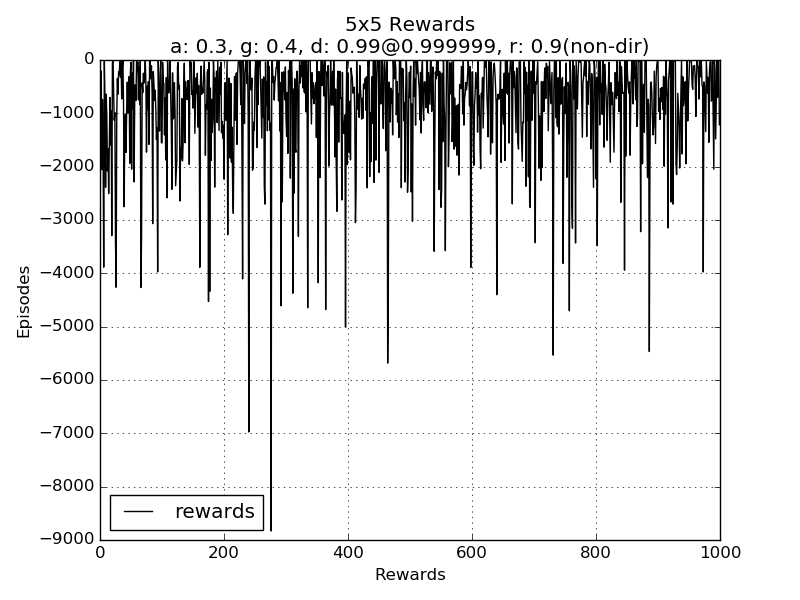 5x5 Rewards
a: 0.3, g: 0.4, d: 0.99@0.999999, r: 0.9(non-dir)
0
−1000
−2000
−3000
−4000
−5000
−6000
−7000
−8000
−9000
Episodes
rewards
0 200 400 600 800 1000
Rewards